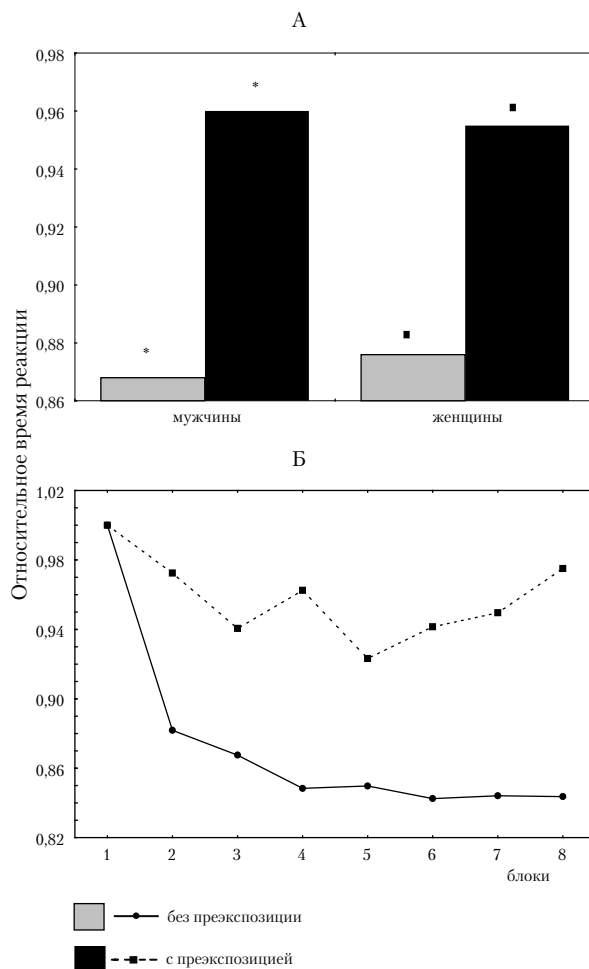 А
0,98
0,96
0,94
0,92
0,90
0,88
0,86
*
*
*
мужчины
женщины
Относительное время реакции
Б
1,02
0,98
0,94
0,90
0,86
0,82
1 2 3 4 5 6 7 8
блоки
без преэкспозиции
с преэкспозицией